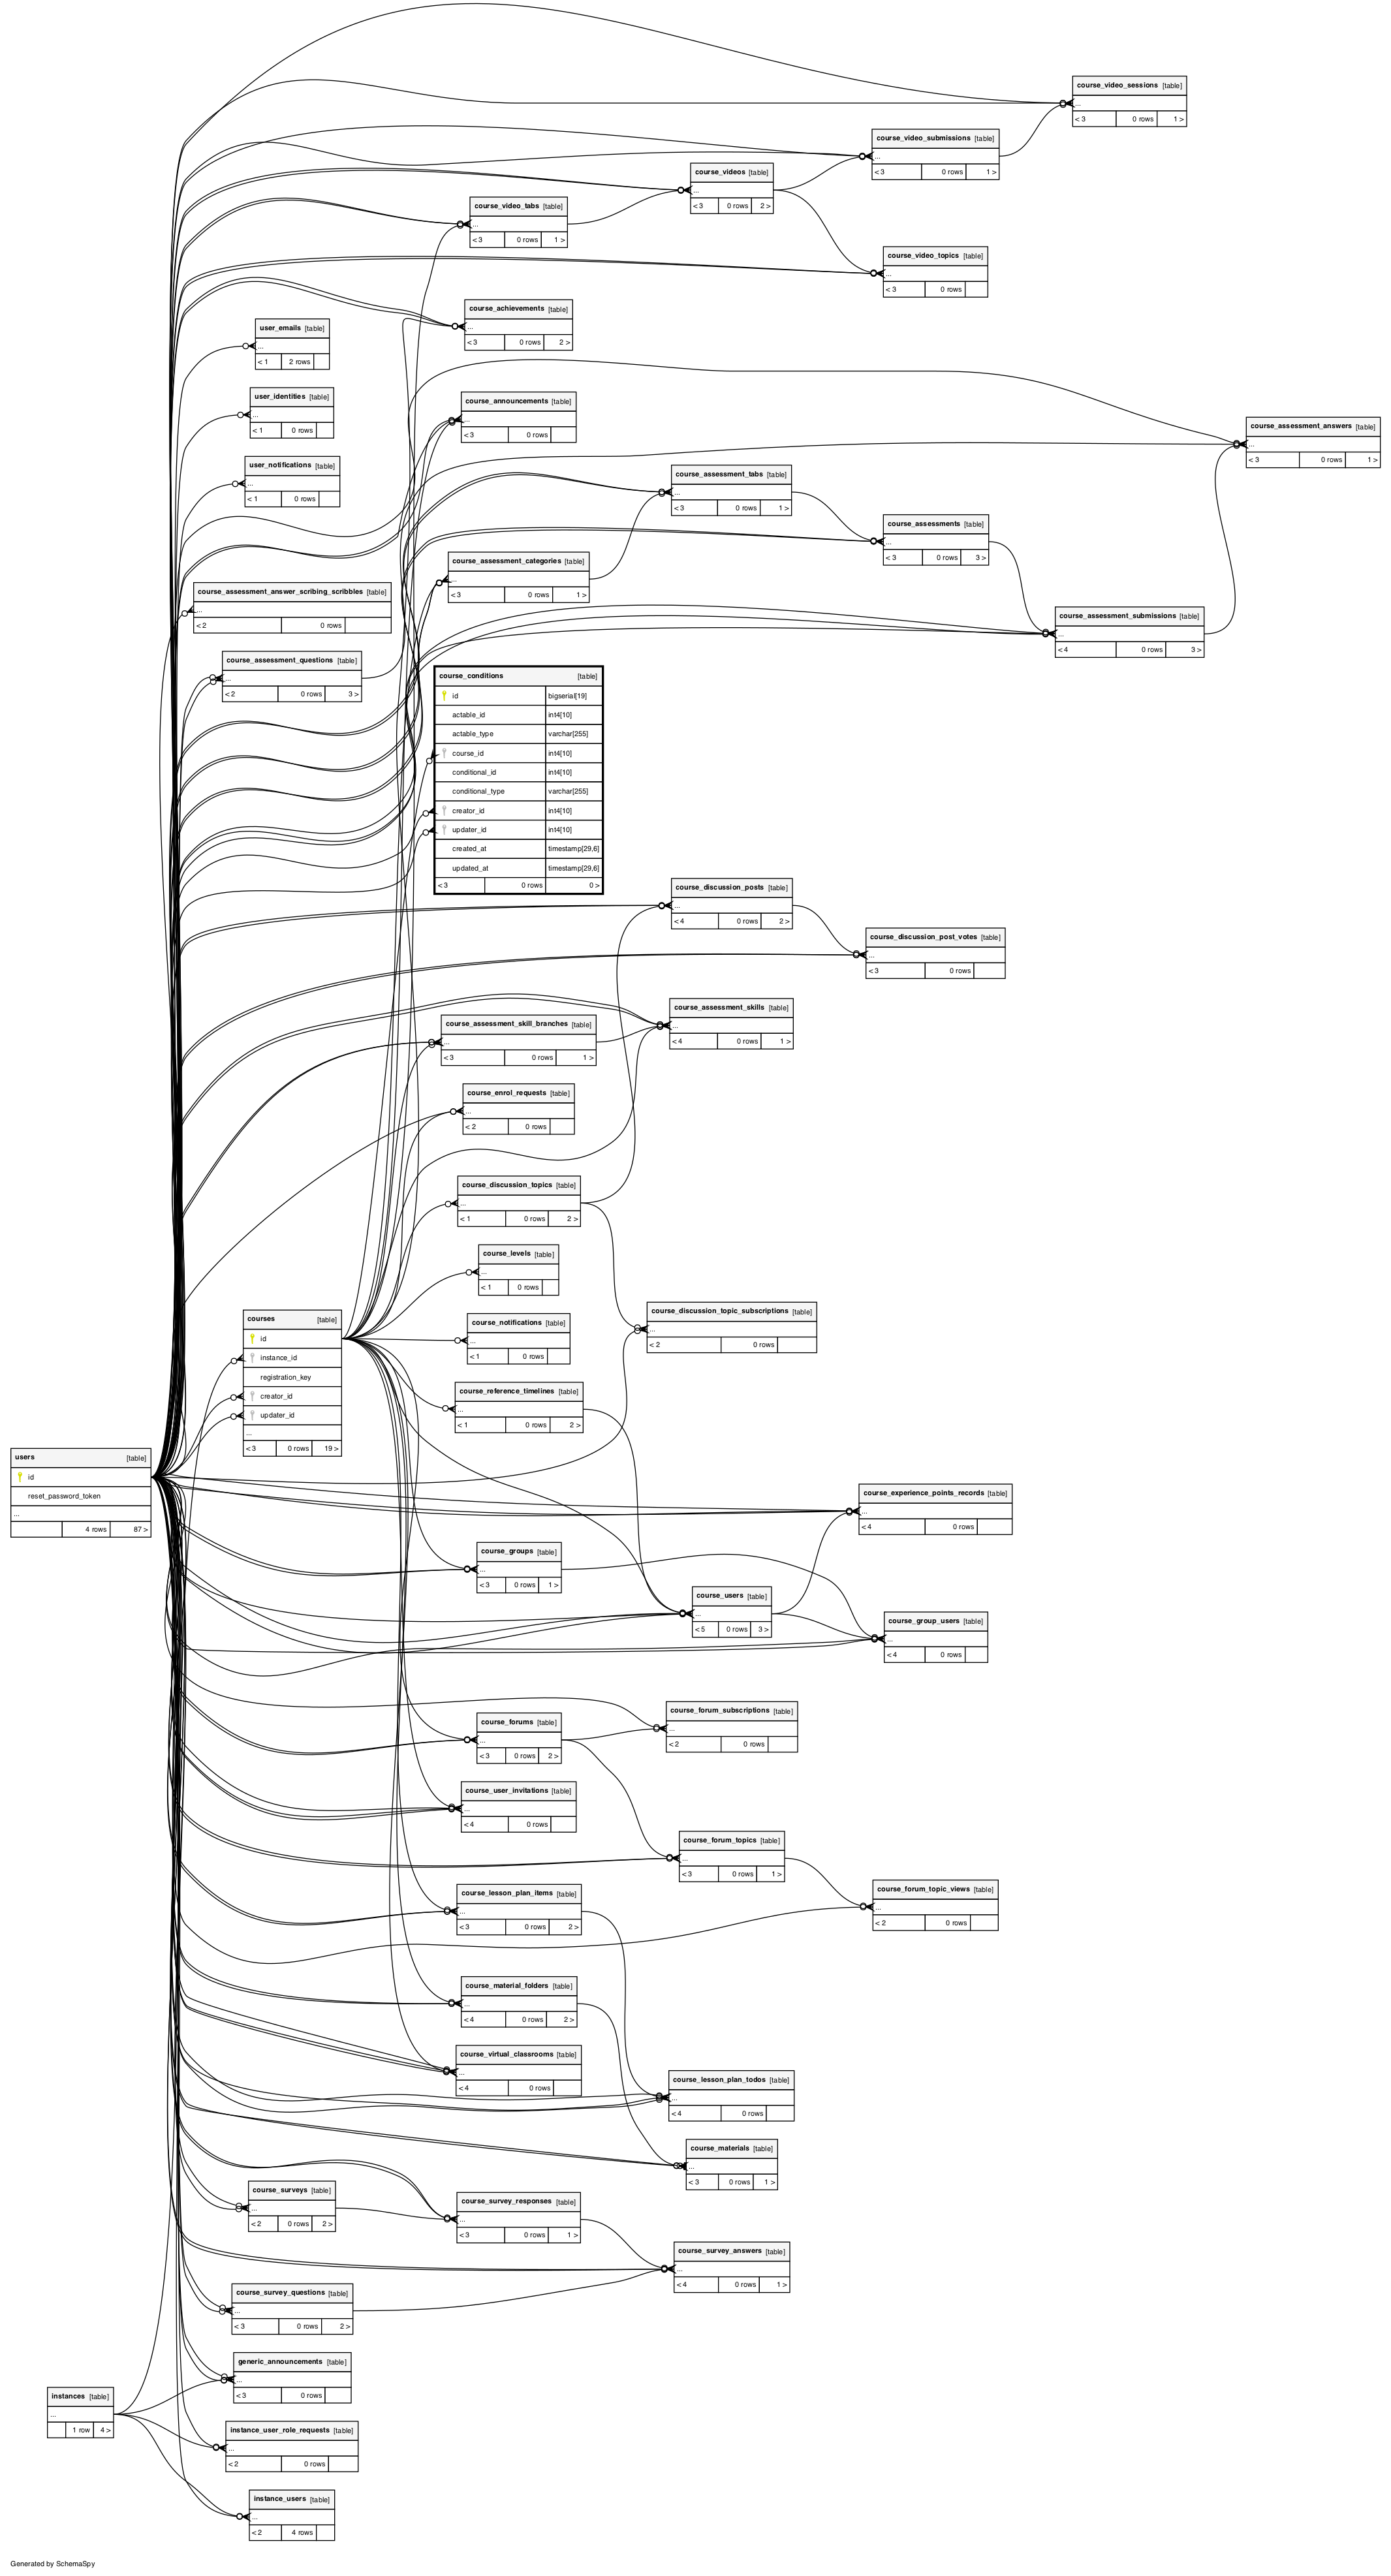 course_video_sessions [table]
...
< 3 0 rows 1 >
course_video_submissions [table]
...
< 3 0 rows 1 >
course_videos [table]
...
< 3 0 rows 2 >
course_video_tabs [table]
...
< 3 0 rows 1 >
course_video_topics [table]
...
< 3 0 rows
course_achievements [table]
...
< 3 0 rows 2 >
user_emails [table]
...
< 1 2 rows
user_identities [table]
...
< 1 0 rows
course_announcements [table]
...
< 3 0 rows
course_assessment_answers [table]
...
< 3 0 rows 1 >
user_notifications [table]
...
< 1 0 rows
course_assessment_tabs [table]
...
< 3 0 rows 1 >
course_assessments [table]
...
< 3 0 rows 3 >
course_assessment_categories [table]
...
< 3 0 rows 1 >
course_assessment_answer_scribing_scribbles [table]
...
< 2 0 rows
course_assessment_submissions [table]
...
< 4 0 rows 3 >
course_assessment_questions [table]
...
< 2 0 rows 3 >
course_conditions [table]
id bigserial[19]
actable_id int4[10]
actable_type varchar[255]
course_id int4[10]
conditional_id int4[10]
conditional_type varchar[255]
creator_id int4[10]
updater_id int4[10]
created_at timestamp[29,6]
updated_at timestamp[29,6]
< 3 0 rows 0 >
course_discussion_posts [table]
...
< 4 0 rows 2 >
course_discussion_post_votes [table]
...
< 3 0 rows
course_assessment_skills [table]
...
< 4 0 rows 1 >
course_assessment_skill_branches [table]
...
< 3 0 rows 1 >
course_enrol_requests [table]
...
< 2 0 rows
course_discussion_topics [table]
...
< 1 0 rows 2 >
course_levels [table]
...
< 1 0 rows
course_discussion_topic_subscriptions [table]
...
< 2 0 rows
courses [table]
id
instance_id
registration_key
creator_id
updater_id
...
< 3 0 rows 19 >
course_notifications [table]
...
< 1 0 rows
course_reference_timelines [table]
...
< 1 0 rows 2 >
users [table]
id
reset_password_token
...
4 rows 87 >
course_experience_points_records [table]
...
< 4 0 rows
course_groups [table]
...
< 3 0 rows 1 >
course_users [table]
...
< 5 0 rows 3 >
course_group_users [table]
...
< 4 0 rows
course_forum_subscriptions [table]
...
< 2 0 rows
course_forums [table]
...
< 3 0 rows 2 >
course_user_invitations [table]
...
< 4 0 rows
course_forum_topics [table]
...
< 3 0 rows 1 >
course_forum_topic_views [table]
...
< 2 0 rows
course_lesson_plan_items [table]
...
< 3 0 rows 2 >
course_material_folders [table]
...
< 4 0 rows 2 >
course_virtual_classrooms [table]
...
< 4 0 rows
course_lesson_plan_todos [table]
...
< 4 0 rows
course_materials [table]
...
< 3 0 rows 1 >
course_surveys [table]
...
< 2 0 rows 2 >
course_survey_responses [table]
...
< 3 0 rows 1 >
course_survey_answers [table]
...
< 4 0 rows 1 >
course_survey_questions [table]
...
< 3 0 rows 2 >
generic_announcements [table]
...
< 3 0 rows
instances [table]
...
1 row 4 >
instance_user_role_requests [table]
...
< 2 0 rows
instance_users [table]
...
< 2 4 rows
Generated by SchemaSpy